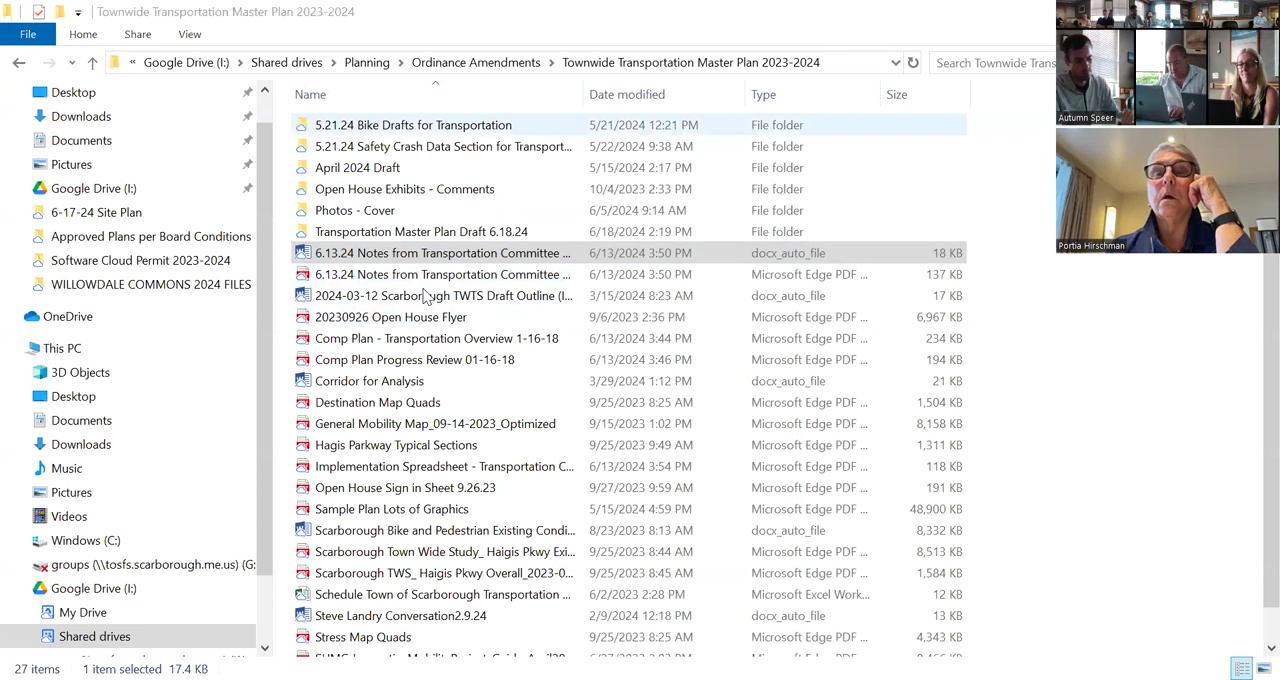 Townwide Transportation Master Plan 2023-2024
File Home Share View
« Google Drive (I:) > Shared drives > Planning > Ordinance Amendments > Townwide Transportation Master Plan 2023-2024
Search Townwide Trans
Desktop
Downloads
Documents
Pictures
Google Drive (I:)
6-17-24 Site Plan
Approved Plans per Board Conditions
Software Cloud Permit 2023-2024
WILLOWDALE COMMONS 2024 FILES
OneDrive
This PC
3D Objects
Desktop
Documents
Downloads
Music
Pictures
Videos
Windows (C:)
groups (\\tosfs.scarborough.me.us) (G:
Google Drive (I:)
My Drive
Shared drives
Name Date modified Type Size
5.21.24 Bike Drafts for Transportation 5/21/2024 12:21 PM File folder
5.21.24 Safety Crash Data Section for Transport... 5/22/2024 9:38 AM File folder
April 2024 Draft 5/15/2024 2:17 PM File folder
Open House Exhibits - Comments 10/4/2023 2:33 PM File folder
Photos - Cover 6/5/2024 9:14 AM File folder
Transportation Master Plan Draft 6.18.24 6/18/2024 2:19 PM File folder
6.13.24 Notes from Transportation Committee ... 6/13/2024 3:50 PM docx_auto_file 18 KB
6.13.24 Notes from Transportation Committee ... 6/13/2024 3:50 PM Microsoft Edge PDF ... 137 KB
2024-03-12 Scarborough TWTS Draft Outline (I... 3/15/2024 8:23 AM docx_auto_file 17 KB
20230926 Open House Flyer 9/6/2023 2:36 PM Microsoft Edge PDF ... 6,967 KB
Comp Plan - Transportation Overview 1-16-18 6/13/2024 3:44 PM Microsoft Edge PDF ... 234 KB
Comp Plan Progress Review 01-16-18 6/13/2024 3:46 PM Microsoft Edge PDF ... 194 KB
Corridor for Analysis 3/29/2024 1:12 PM docx_auto_file 21 KB
Destination Map Quads 9/25/2023 8:25 AM Microsoft Edge PDF ... 1,504 KB
General Mobility Map_09-14-2023_Optimized 9/15/2023 1:02 PM Microsoft Edge PDF ... 8,158 KB
Hagis Parkway Typical Sections 9/25/2023 9:49 AM Microsoft Edge PDF ... 1,311 KB
Implementation Spreadsheet - Transportation C... 6/13/2024 3:54 PM Microsoft Edge PDF ... 118 KB
Open House Sign in Sheet 9.26.23 9/27/2023 9:59 AM Microsoft Edge PDF ... 191 KB
Sample Plan Lots of Graphics 5/15/2024 4:59 PM Microsoft Edge PDF ... 48,900 KB
Scarborough Bike and Pedestrian Existing Condi... 8/23/2023 8:13 AM docx_auto_file 8,332 KB
Scarborough Town Wide Study_ Haigis Pkwy Exi... 9/25/2023 8:44 AM Microsoft Edge PDF ... 8,513 KB
Scarborough TWS_ Haigis Pkwy Overall_2023-0... 9/25/2023 8:45 AM Microsoft Edge PDF ... 1,584 KB
Schedule Town of Scarborough Transportation ... 6/2/2023 2:28 PM Microsoft Excel Work... 12 KB
Steve Landry Conversation2.9.24 2/9/2024 12:18 PM docx_auto_file 13 KB
Stress Map Quads 9/25/2023 8:25 AM Microsoft Edge PDF ... 4,343 KB
27 items 1 item selected 17.4 KB
Autumn Speer
Portia Hirschman